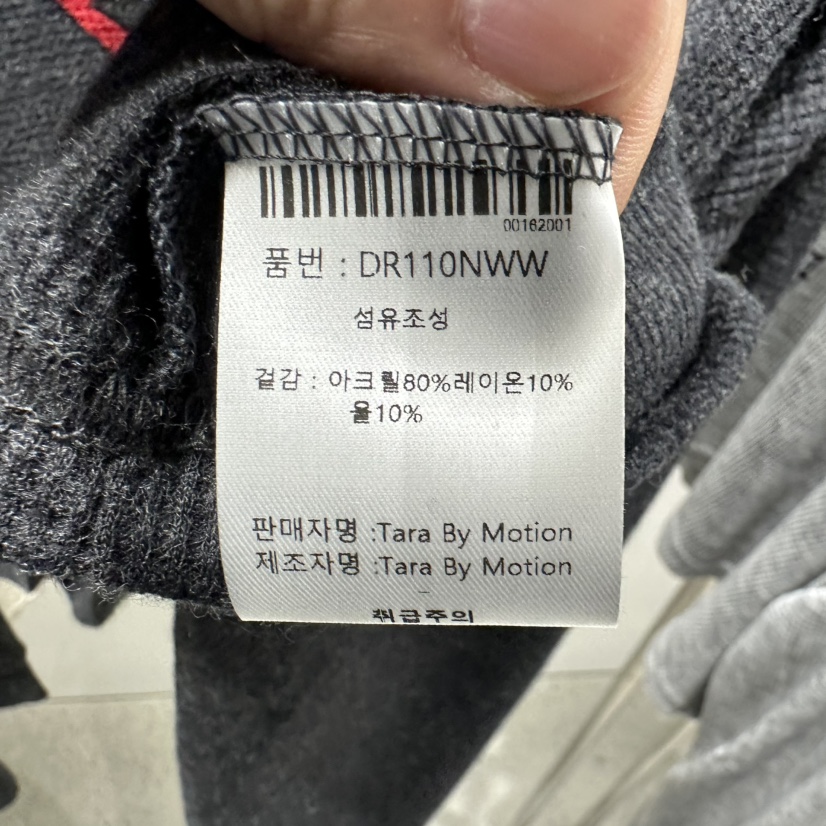 00162001
품번 : DR110NWW
섬유조성
겉감 : 아크릴80%레이온10%
울10%
판매자명 :Tara By Motion
제조자명 :Tara By Motion
취급주의